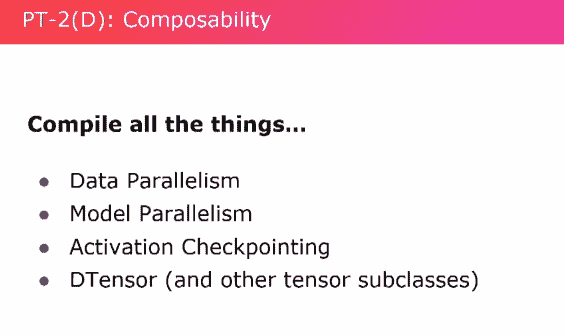 PT-2(D): Composability
Compile all the things...
● Data Parallelism
● Model Parallelism
● Activation Checkpointing
● DTensor (and other tensor subclasses)